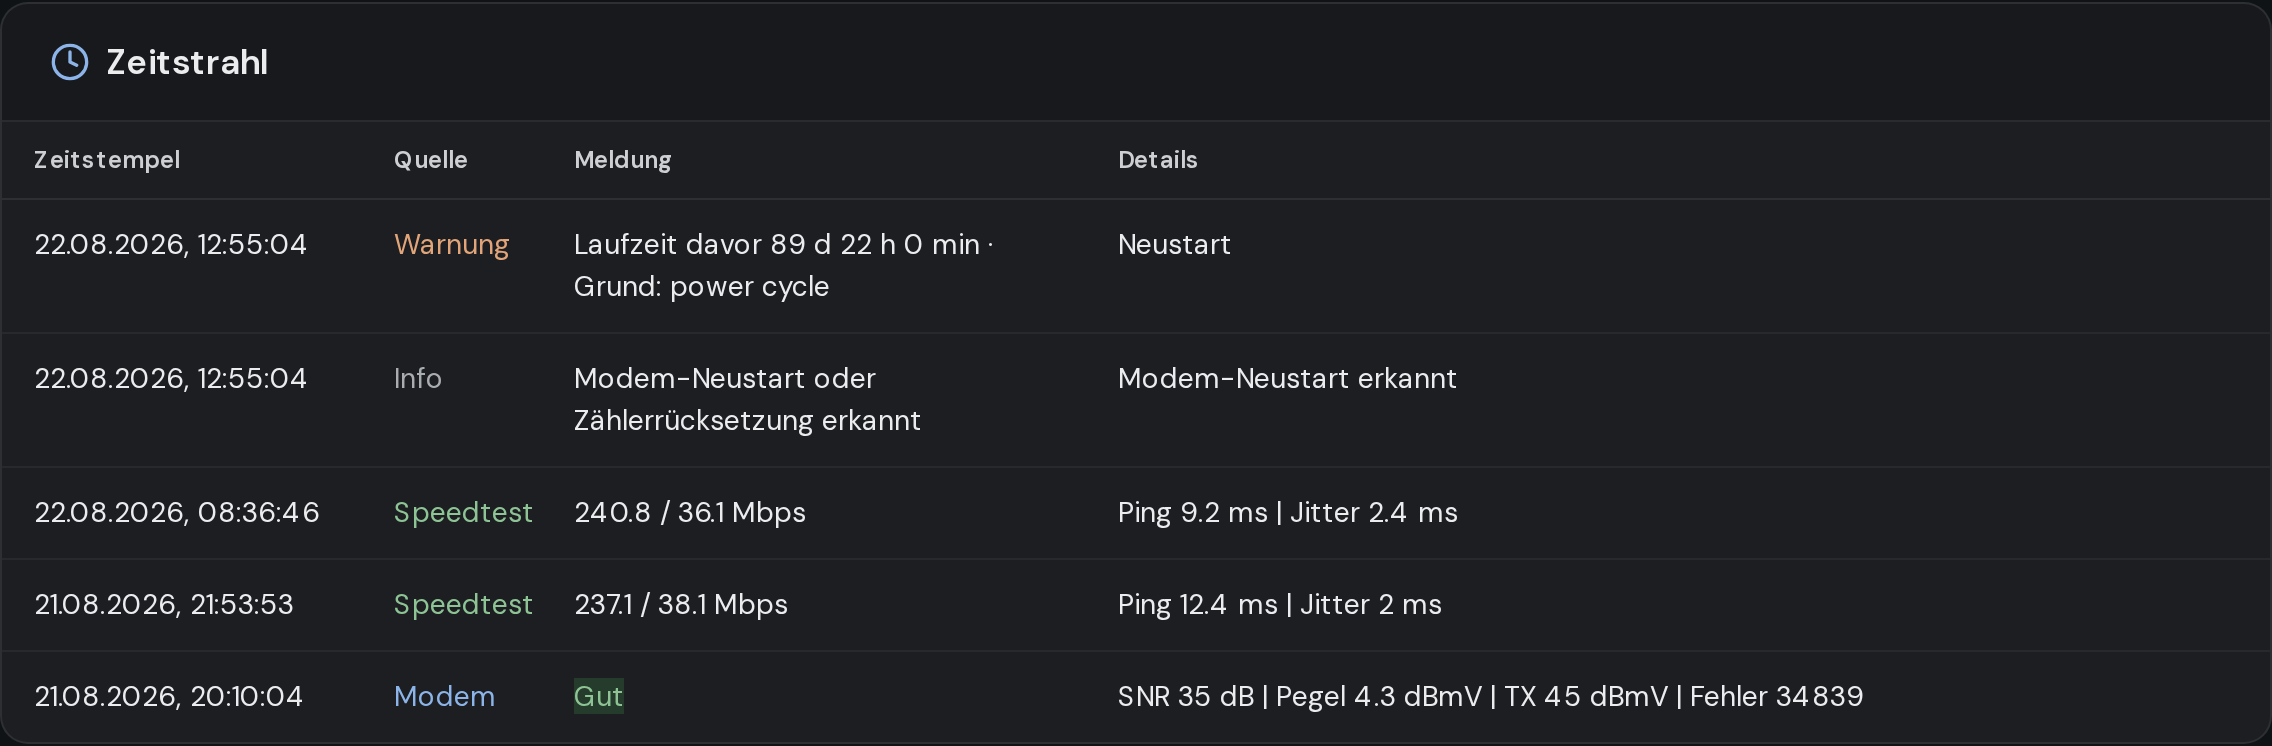 Zeitstrahl
Zeitstempel Quelle Meldung Details
22.08.2026, 12:55:04 Warnung Laufzeit davor 89 d 22 h 0 min · Neustart
Grund: power cycle
22.08.2026, 12:55:04 Info Modem-Neustart oder Modem-Neustart erkannt
Zählerrücksetzung erkannt
22.08.2026, 08:36:46 Speedtest 240.8 / 36.1 Mbps Ping 9.2 ms | Jitter 2.4 ms
21.08.2026, 21:53:53 Speedtest 237.1 / 38.1 Mbps Ping 12.4 ms | Jitter 2 ms
21.08.2026, 20:10:04 Modem Gut SNR 35 dB | Pegel 4.3 dBmV | TX 45 dBmV | Fehler 34839